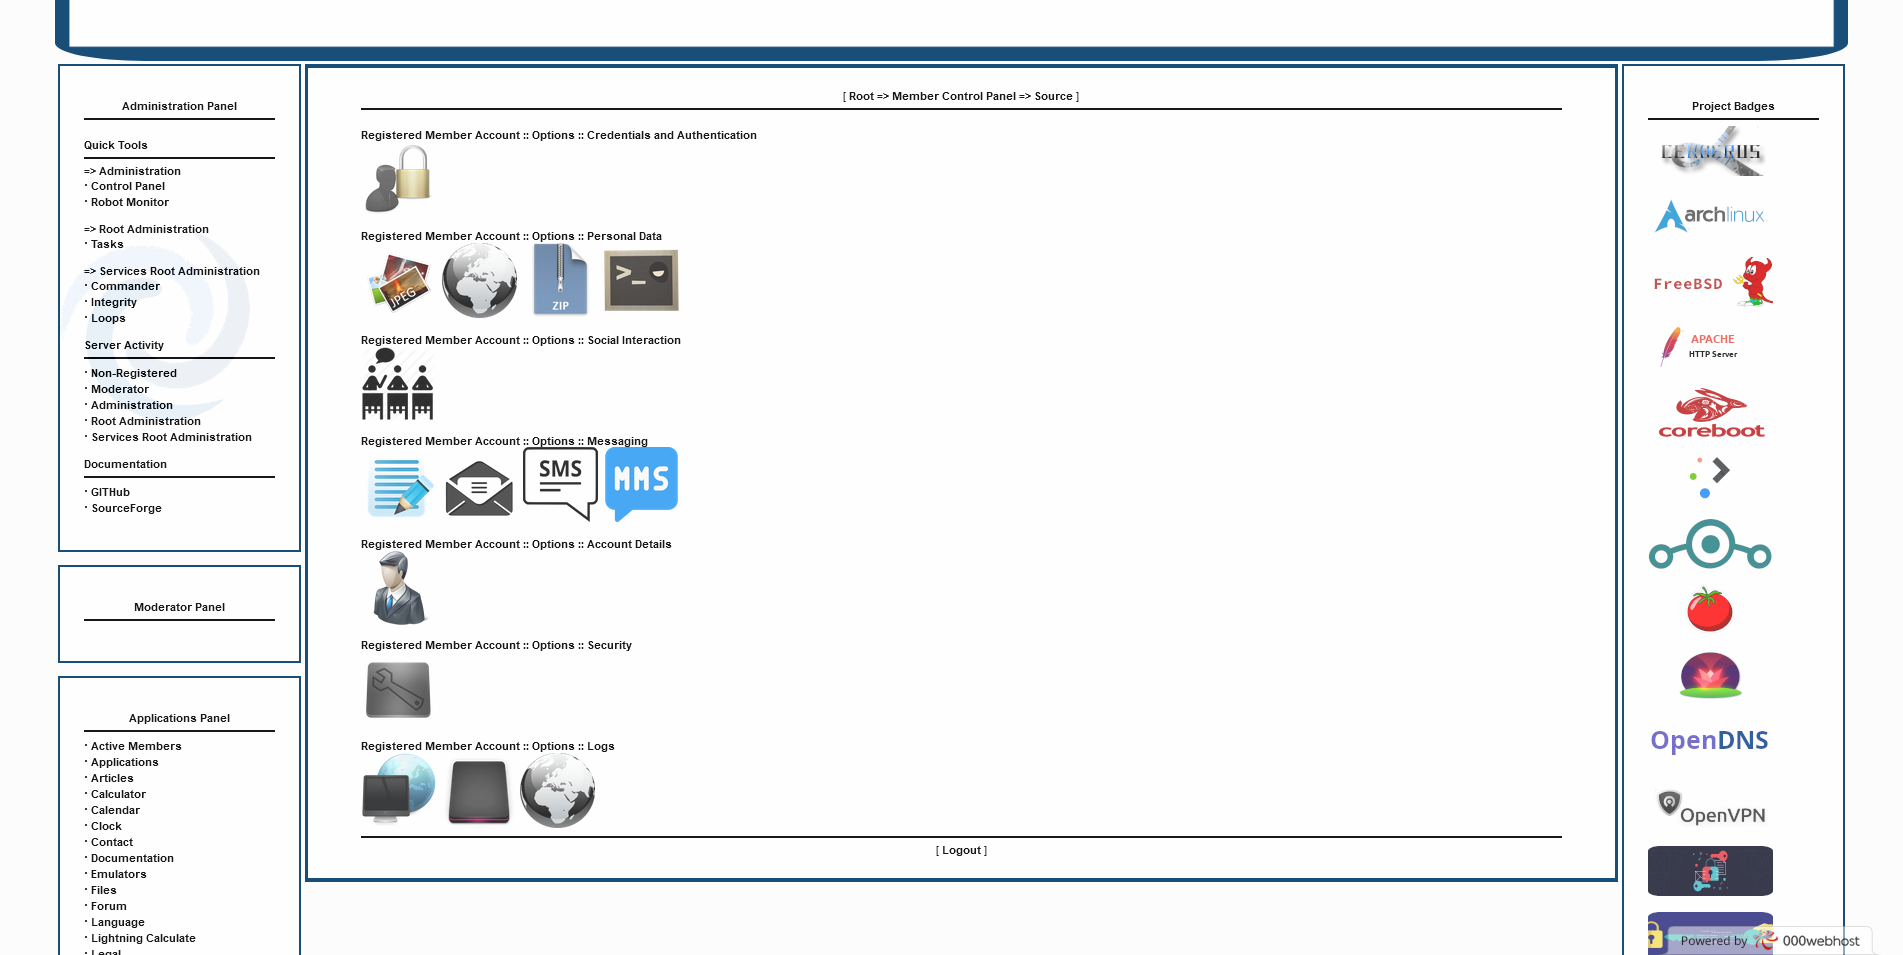 Administration Panel
Quick Tools
=> Administration
· Control Panel
· Robot Monitor
=> Root Administration
· Tasks
=> Services Root Administration
· Commander
· Integrity
· Loops
Server Activity
· Non-Registered
· Moderator
· Administration
· Root Administration
· Services Root Administration
Documentation
· GITHub
· SourceForge
Moderator Panel
Applications Panel
· Active Members
· Applications
· Articles
· Calculator
· Calendar
· Clock
· Contact
· Documentation
· Emulators
· Files
· Forum
· Language
· Lightning Calculate
· Legal
[ Root => Member Control Panel => Source ]
Registered Member Account :: Options :: Credentials and Authentication
Registered Member Account :: Options :: Personal Data
JPEG
ZIP
>_
Registered Member Account :: Options :: Social Interaction
Registered Member Account :: Options :: Messaging
SMS
MMS
Registered Member Account :: Options :: Account Details
Registered Member Account :: Options :: Security
Registered Member Account :: Options :: Logs
[ Logout ]
Project Badges
CERBERUS
archlinux
FreeBSD
APACHE
HTTP Server
coreboot
OpenDNS
OpenVPN
Powered by 000webhost